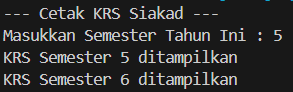 --- Cetak KRS Siakad ---
Masukkan Semester Tahun Ini : 5
KRS Semester 5 ditampilkan
KRS Semester 6 ditampilkan